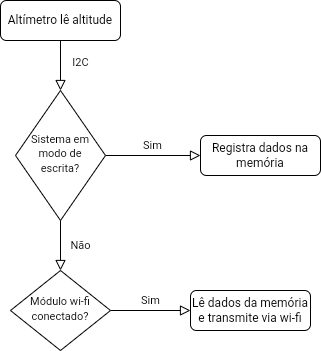 Altímetro lê altitude
I2C
Sistema em
modo de
escrita?
Sim
Registra dados na
memória
Não
Módulo wi-fi
conectado?
Sim
Lê dados da memória
e transmite via wi-fi